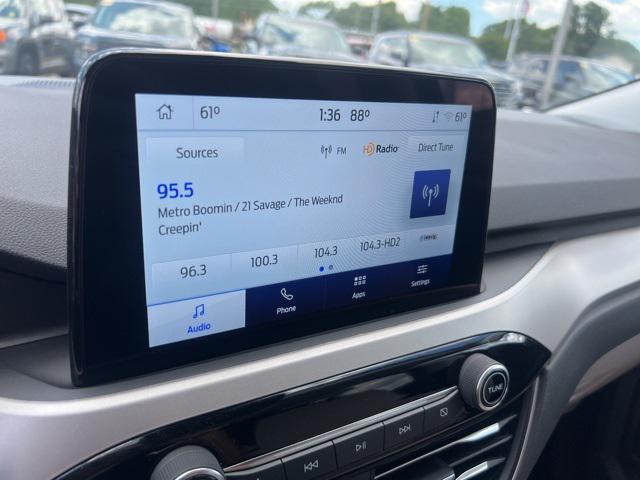 61° 1:36 88° 61°
Sources FM HD Radio Direct Tune
95.5
Metro Boomin / 21 Savage / The Weeknd
Creepin'
96.3 100.3 104.3 104.3-HD2
Audio Phone Apps Settings
TUNE